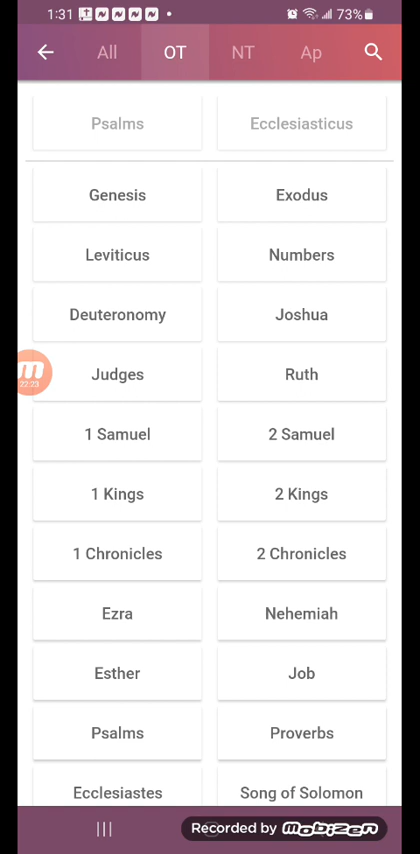 1:31 73%
All OT NT Ap
Psalms Ecclesiasticus
Genesis Exodus
Leviticus Numbers
Deuteronomy Joshua
Judges Ruth
22:23
1 Samuel 2 Samuel
1 Kings 2 Kings
1 Chronicles 2 Chronicles
Ezra Nehemiah
Esther Job
Psalms Proverbs
Ecclesiastes Song of Solomon
Recorded by mobizen